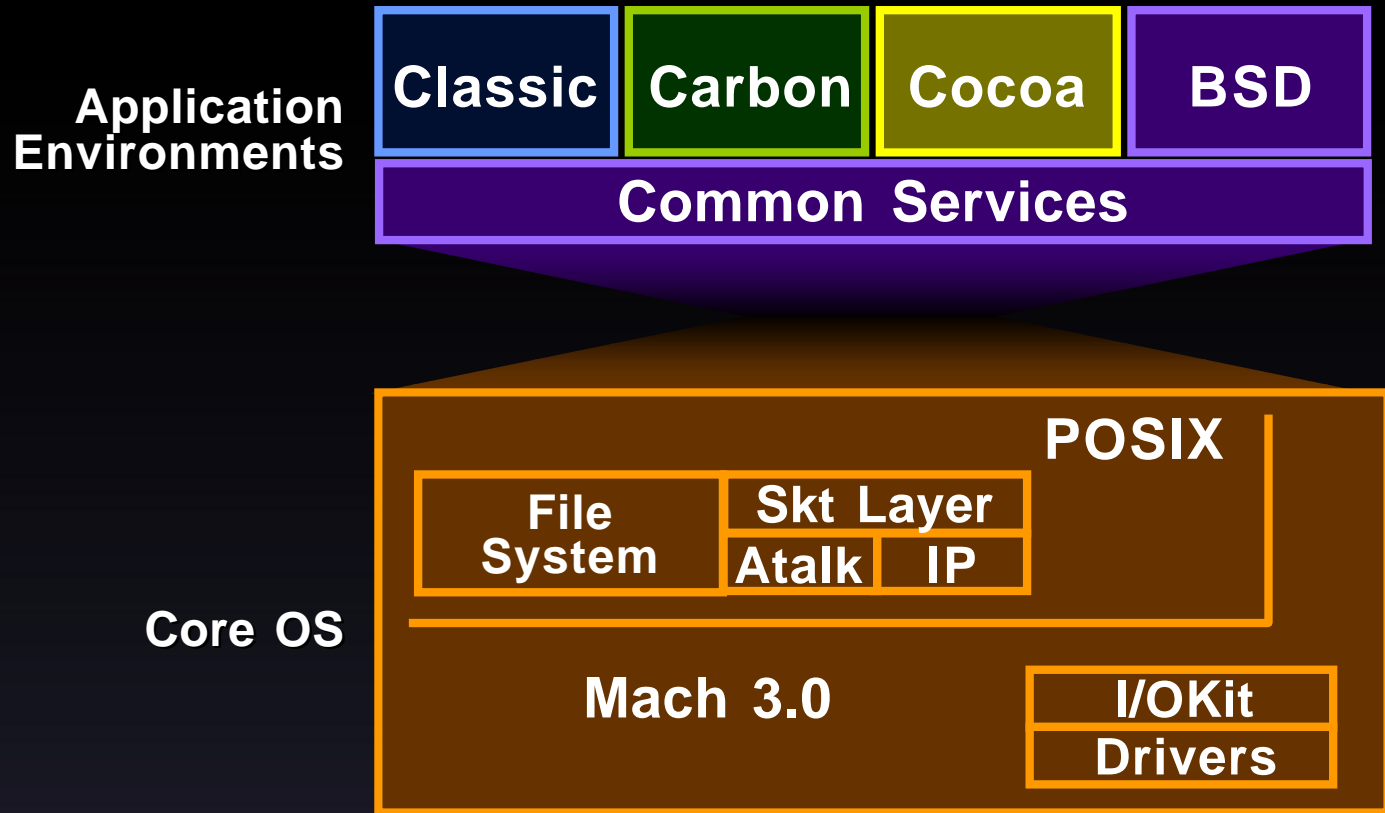 Application
Environments
Classic
Carbon
Cocoa
BSD
Common Services
Core OS
POSIX
File
System
Skt Layer
Atalk
IP
Mach 3.0
I/OKit
Drivers